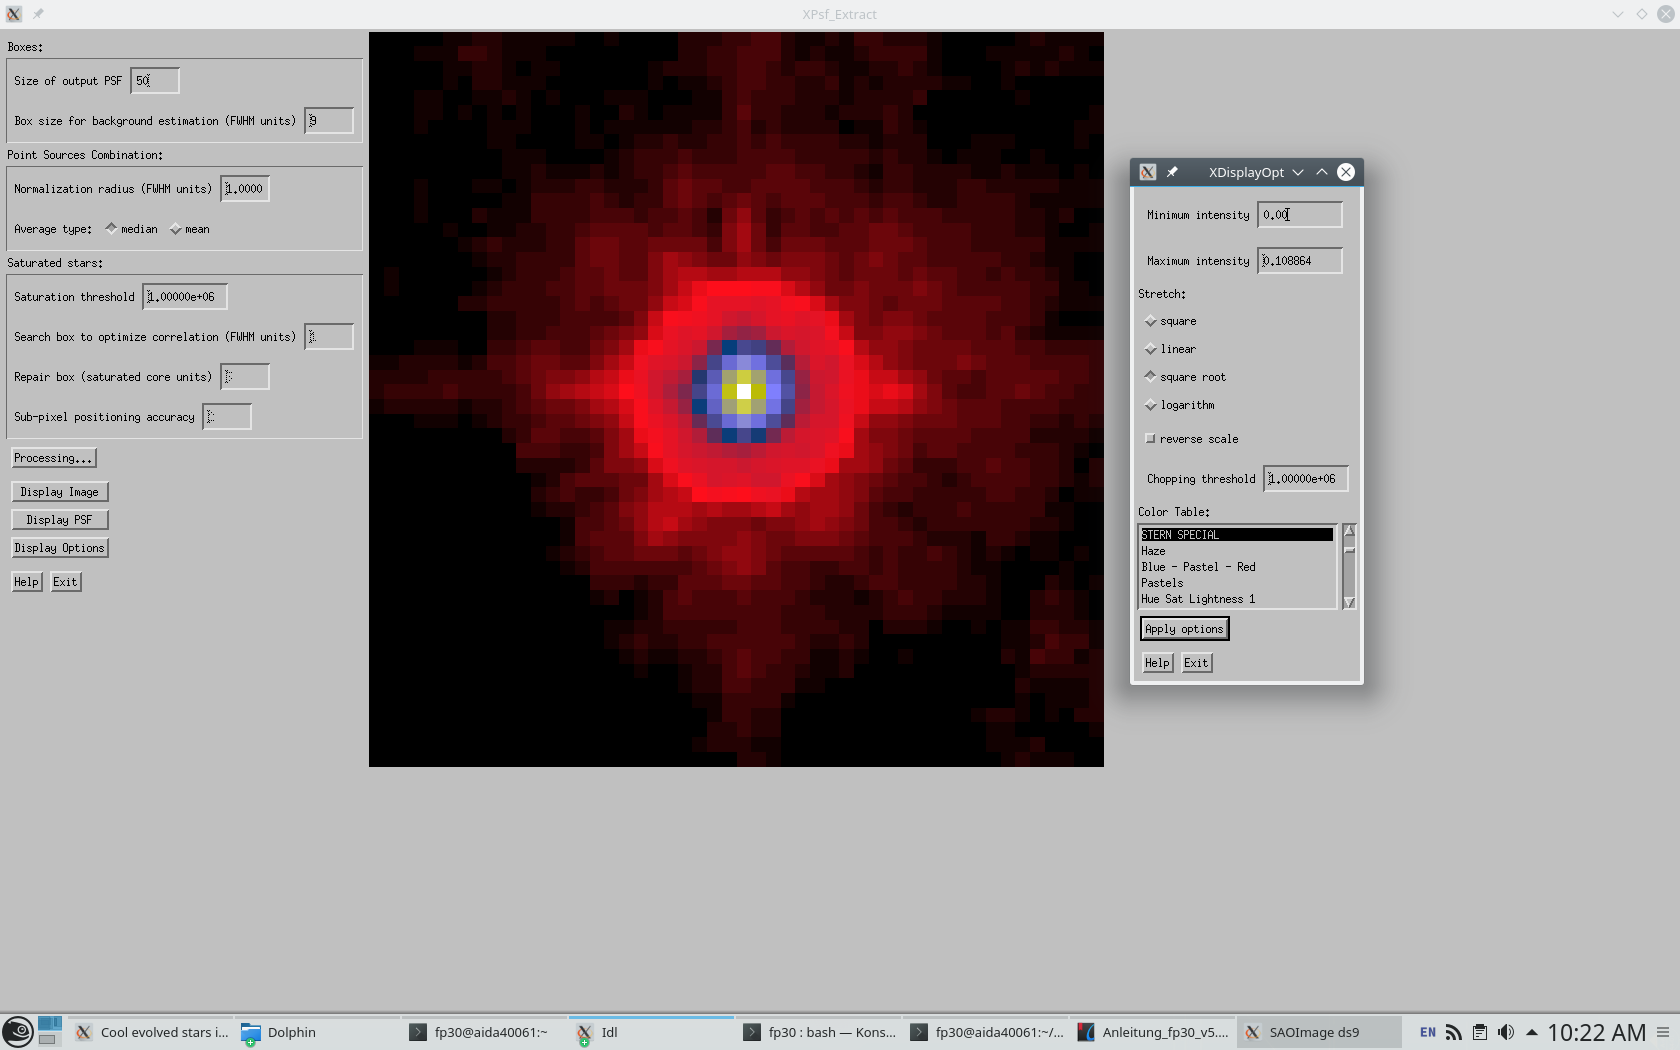 XPsf_Extract
Boxes:
Size of output PSF 50
Box size for background estimation (FWHM units) 9
Point Sources Combination:
Normalization radius (FWHM units) 1.0000
Average type: median mean
Saturated stars:
Saturation threshold 1.00000e+06
Search box to optimize correlation (FWHM units)
Repair box (saturated core units)
Sub-pixel positioning accuracy
Processing...
Display Image
Display PSF
Display Options
Help Exit
XDisplayOpt
Minimum intensity 0.00
Maximum intensity 0.108864
Stretch:
square
linear
square root
logarithm
reverse scale
Chopping threshold 1.00000e+06
Color Table:
STERN SPECIAL
Haze
Blue - Pastel - Red
Pastels
Hue Sat Lightness 1
Apply options
Help Exit
Cool evolved stars i... Dolphin fp30@aida40061:~ Idl fp30 : bash — Kons... fp30@aida40061:~/... Anleitung_fp30_v5.... SAOImage ds9 EN 10:22 AM